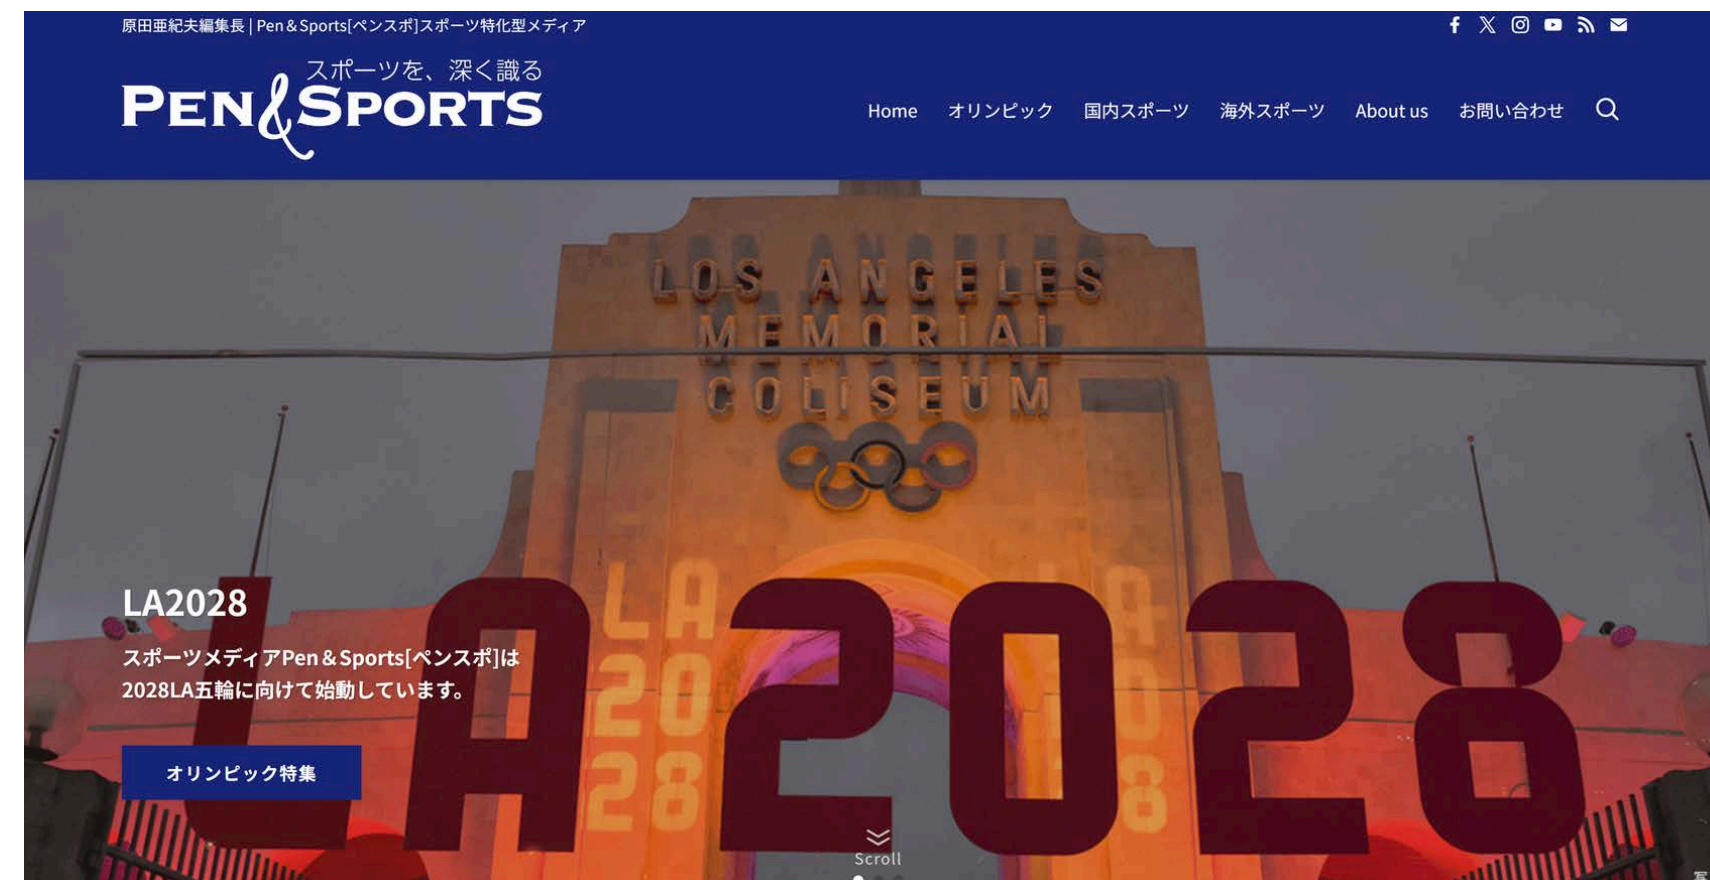 原田亜紀夫編集長 | Pen&Sports[ペンスポ]スポーツ特化型メディア
スポーツを、深く識る
PEN&SPORTS
Home オリンピック 国内スポーツ 海外スポーツ About us お問い合わせ
LOS ANGELES
MEMORIAL
COLISEUM
LA
20
28
LA
28
LA2028
LA2028
スポーツメディアPen&Sports[ペンスポ]は
2028LA五輪に向けて始動しています。
オリンピック特集
Scroll